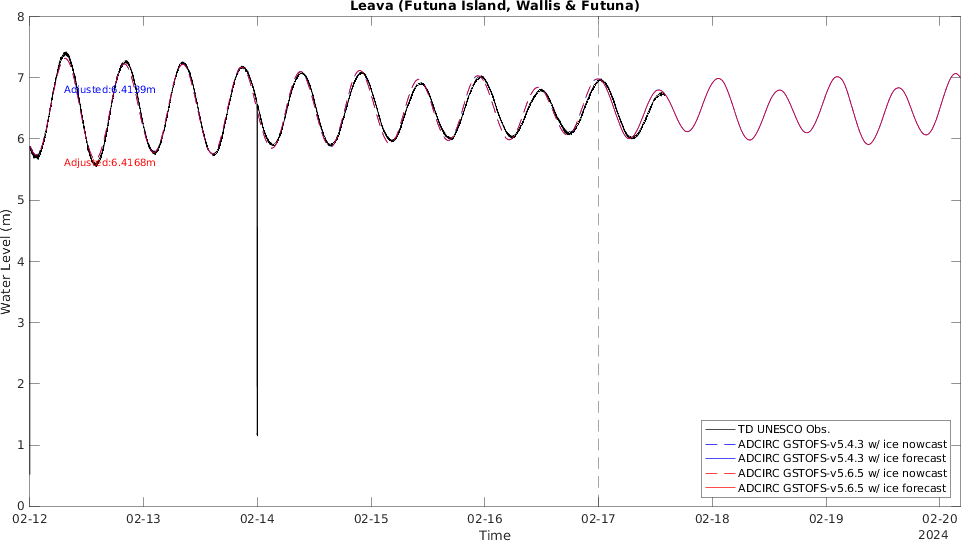 Leava (Futuna Island, Wallis & Futuna)
8
7
6
5
4
3
2
1
0
Water Level (m)
Adjusted:6.4139m
Adjusted:6.4168m
TD UNESCO Obs.
ADCIRC GSTOFS-v5.4.3 w/ ice nowcast
ADCIRC GSTOFS-v5.4.3 w/ ice forecast
ADCIRC GSTOFS-v5.6.5 w/ ice nowcast
ADCIRC GSTOFS-v5.6.5 w/ ice forecast
02-12 02-13 02-14 02-15 02-16 02-17 02-18 02-19 02-20
Time
2024